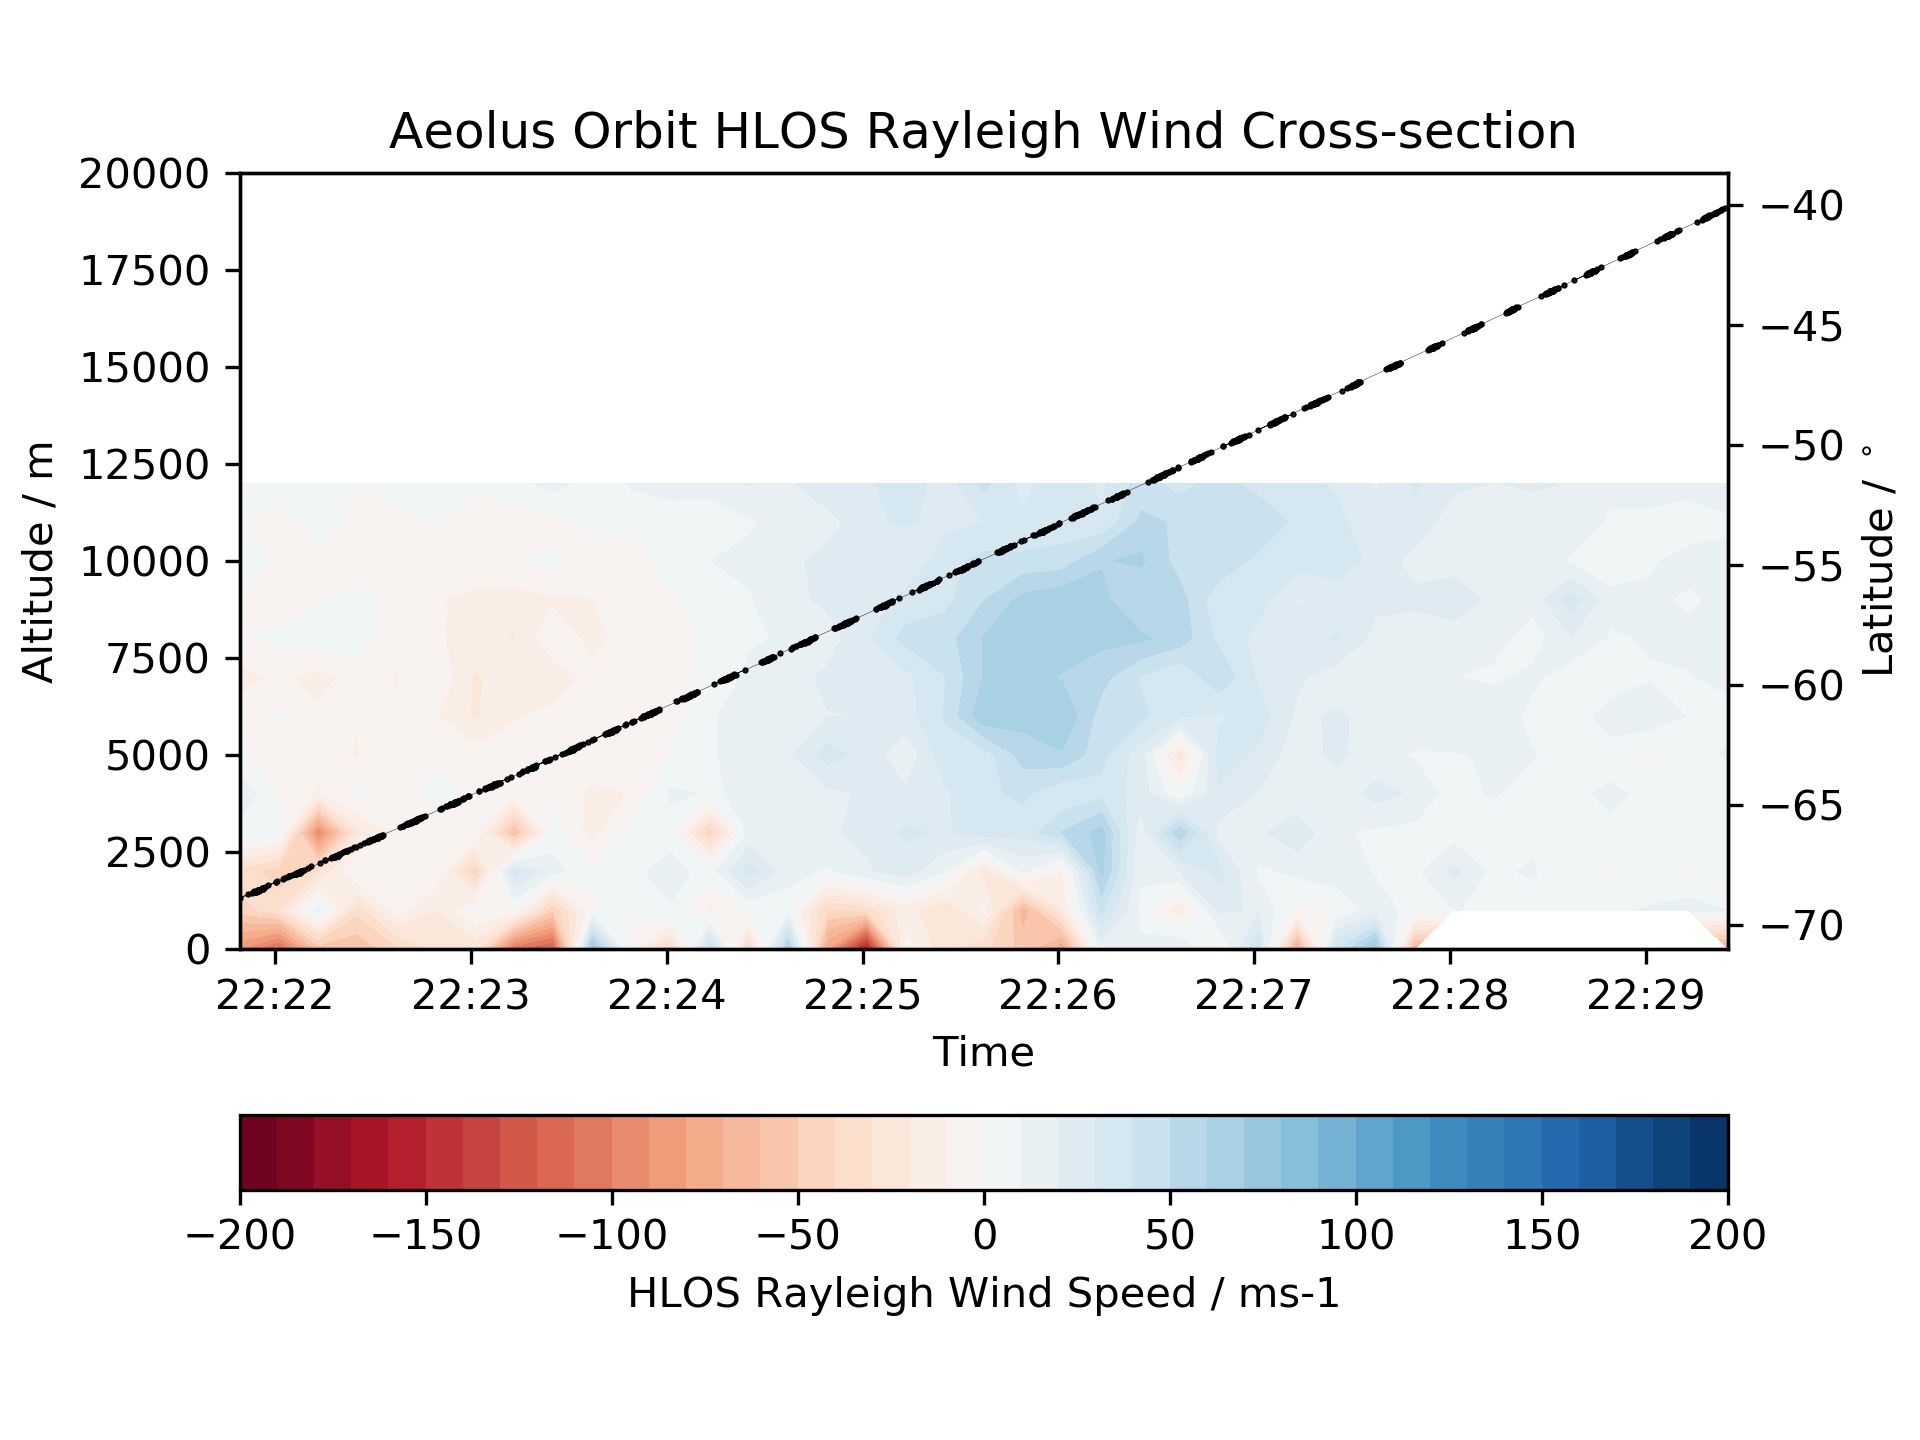 Aeolus Orbit HLOS Rayleigh Wind Cross-section
20000
17500
15000
12500
10000
7500
5000
2500
0
Altitude / m
−40
−45
−50
−55
−60
−65
−70
Latitude / °
22:22 22:23 22:24 22:25 22:26 22:27 22:28 22:29
Time
−200 −150 −100 −50 0 50 100 150 200
HLOS Rayleigh Wind Speed / ms-1